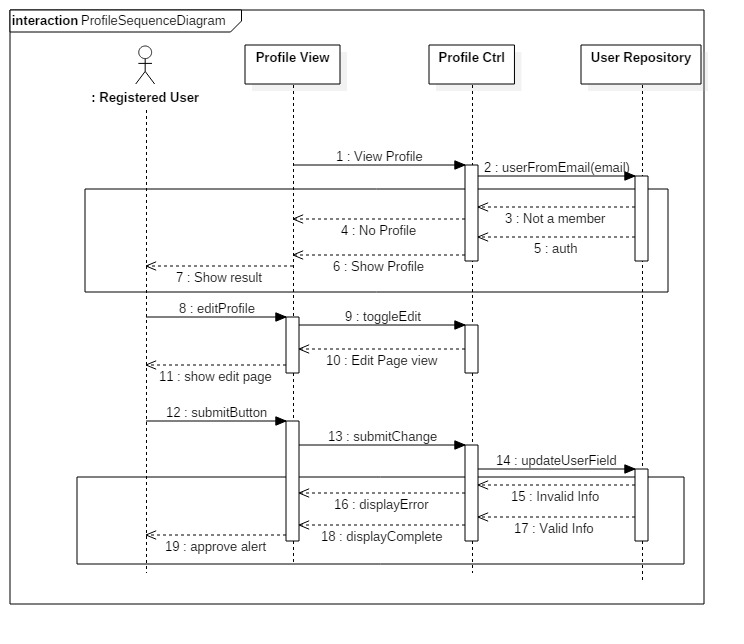 interaction ProfileSequenceDiagram
Profile View
Profile Ctrl
User Repository
: Registered User
1 : View Profile
2 : userFromEmail(email)
3 : Not a member
4 : No Profile
5 : auth
6 : Show Profile
7 : Show result
8 : editProfile
9 : toggleEdit
10 : Edit Page view
11 : show edit page
12 : submitButton
13 : submitChange
14 : updateUserField
15 : Invalid Info
16 : displayError
17 : Valid Info
18 : displayComplete
19 : approve alert